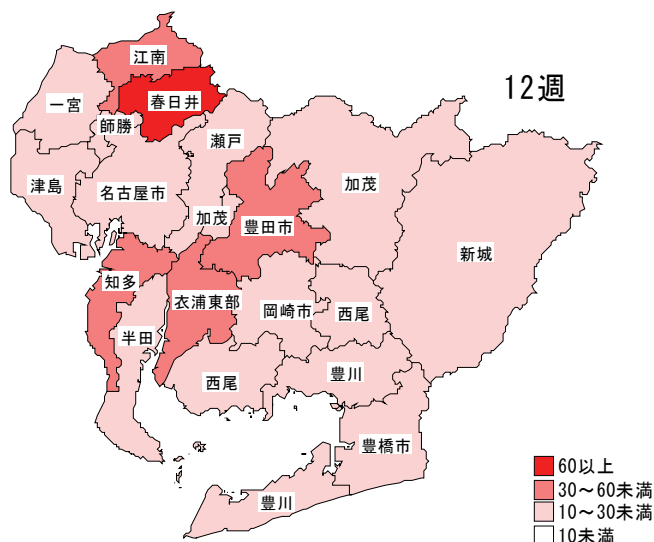 江南
12週
一宮
春日井
師勝
瀬戸
津島
名古屋市
加茂
加茂
豊田市
新城
知多
衣浦東部
岡崎市
西尾
半田
西尾
豊川
豊橋市
豊川
60以上
30～60未満
10～30未満
10未満